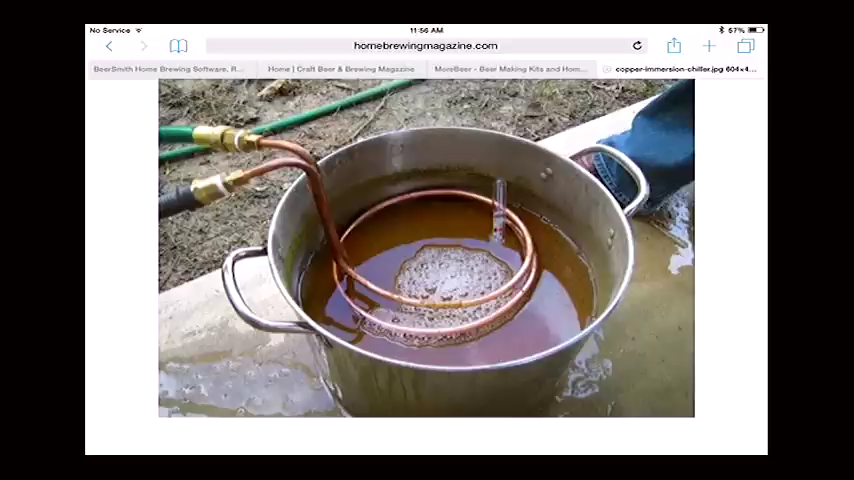 No Service
11:56 AM
57%
homebrewingmagazine.com
BeerSmith Home Brewing Software, R...
Home | Craft Beer & Brewing Magazine
MoreBeer - Beer Making Kits and Hom...
copper-immersion-chiller.jpg 604×4...